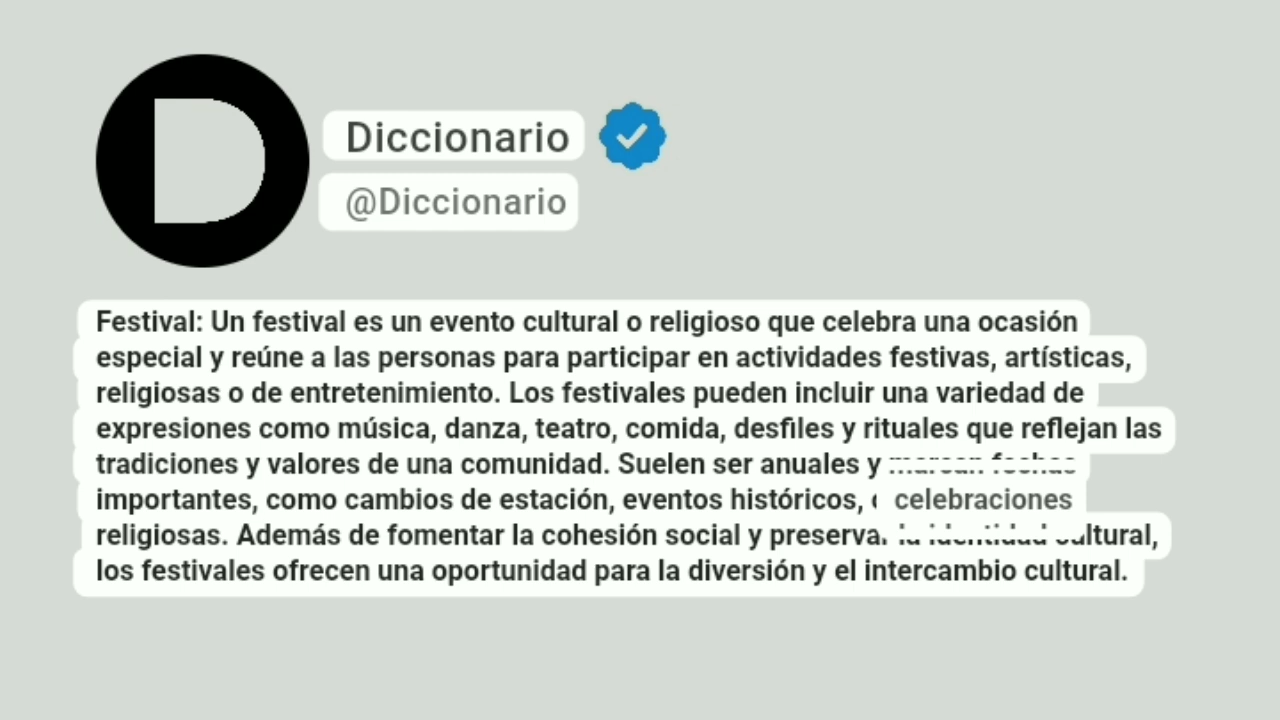 D
Diccionario
@Diccionario
Festival: Un festival es un evento cultural o religioso que celebra una ocasión
especial y reúne a las personas para participar en actividades festivas, artísticas,
religiosas o de entretenimiento. Los festivales pueden incluir una variedad de
expresiones como música, danza, teatro, comida, desfiles y rituales que reflejan las
tradiciones y valores de una comunidad. Suelen ser anuales y
importantes, como cambios de estación, eventos históricos, celebraciones
religiosas. Además de fomentar la cohesión social y preservar la identidad cultural,
los festivales ofrecen una oportunidad para la diversión y el intercambio cultural.